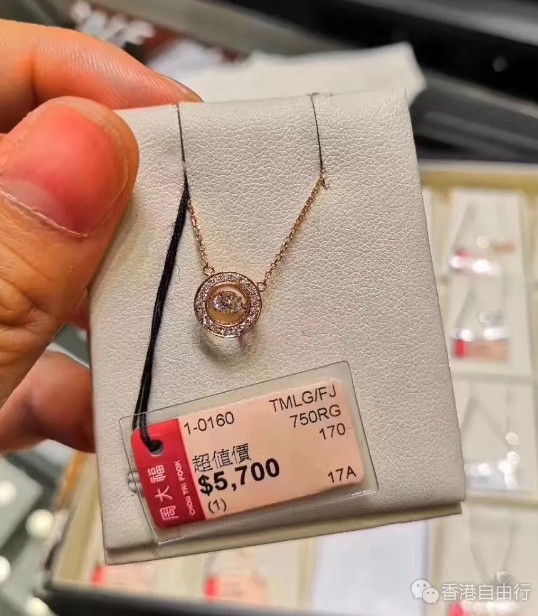 1-0160 TMLG/FJ
750RG
170
超值價
$5,700
(1) 17A
周大福
CHOW TAI FOOK
香港自由行